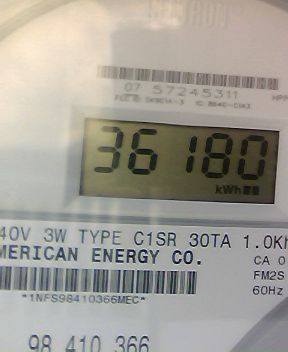 07 57245311
36180
kWh
40V 3W TYPE C1SR 30TA 1.0Kh
MERICAN ENERGY CO.
CA 0
FM2S
60Hz
*1NFS98410366MEC*
98 410 366